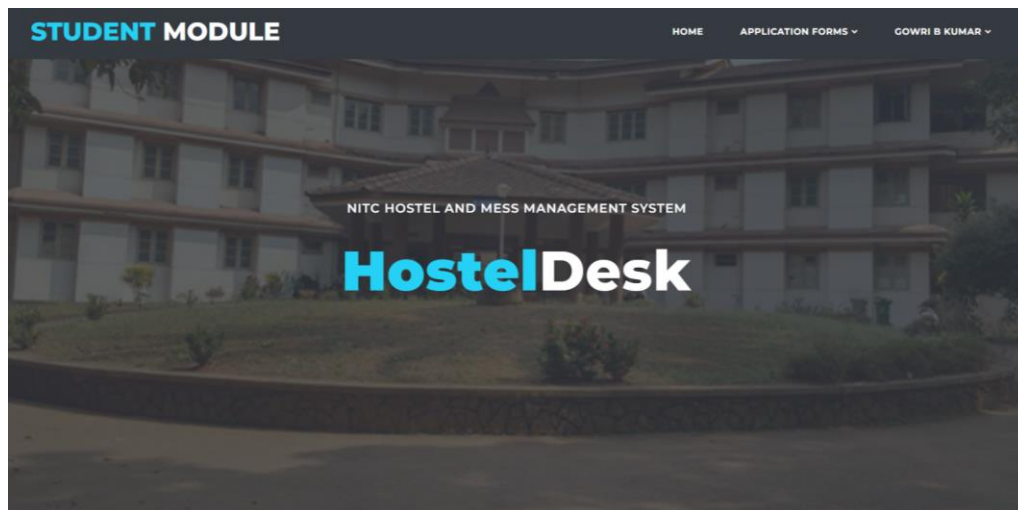 STUDENT MODULE
HOME
APPLICATION FORMS
GOWRI B KUMAR
NITC HOSTEL AND MESS MANAGEMENT SYSTEM
HostelDesk